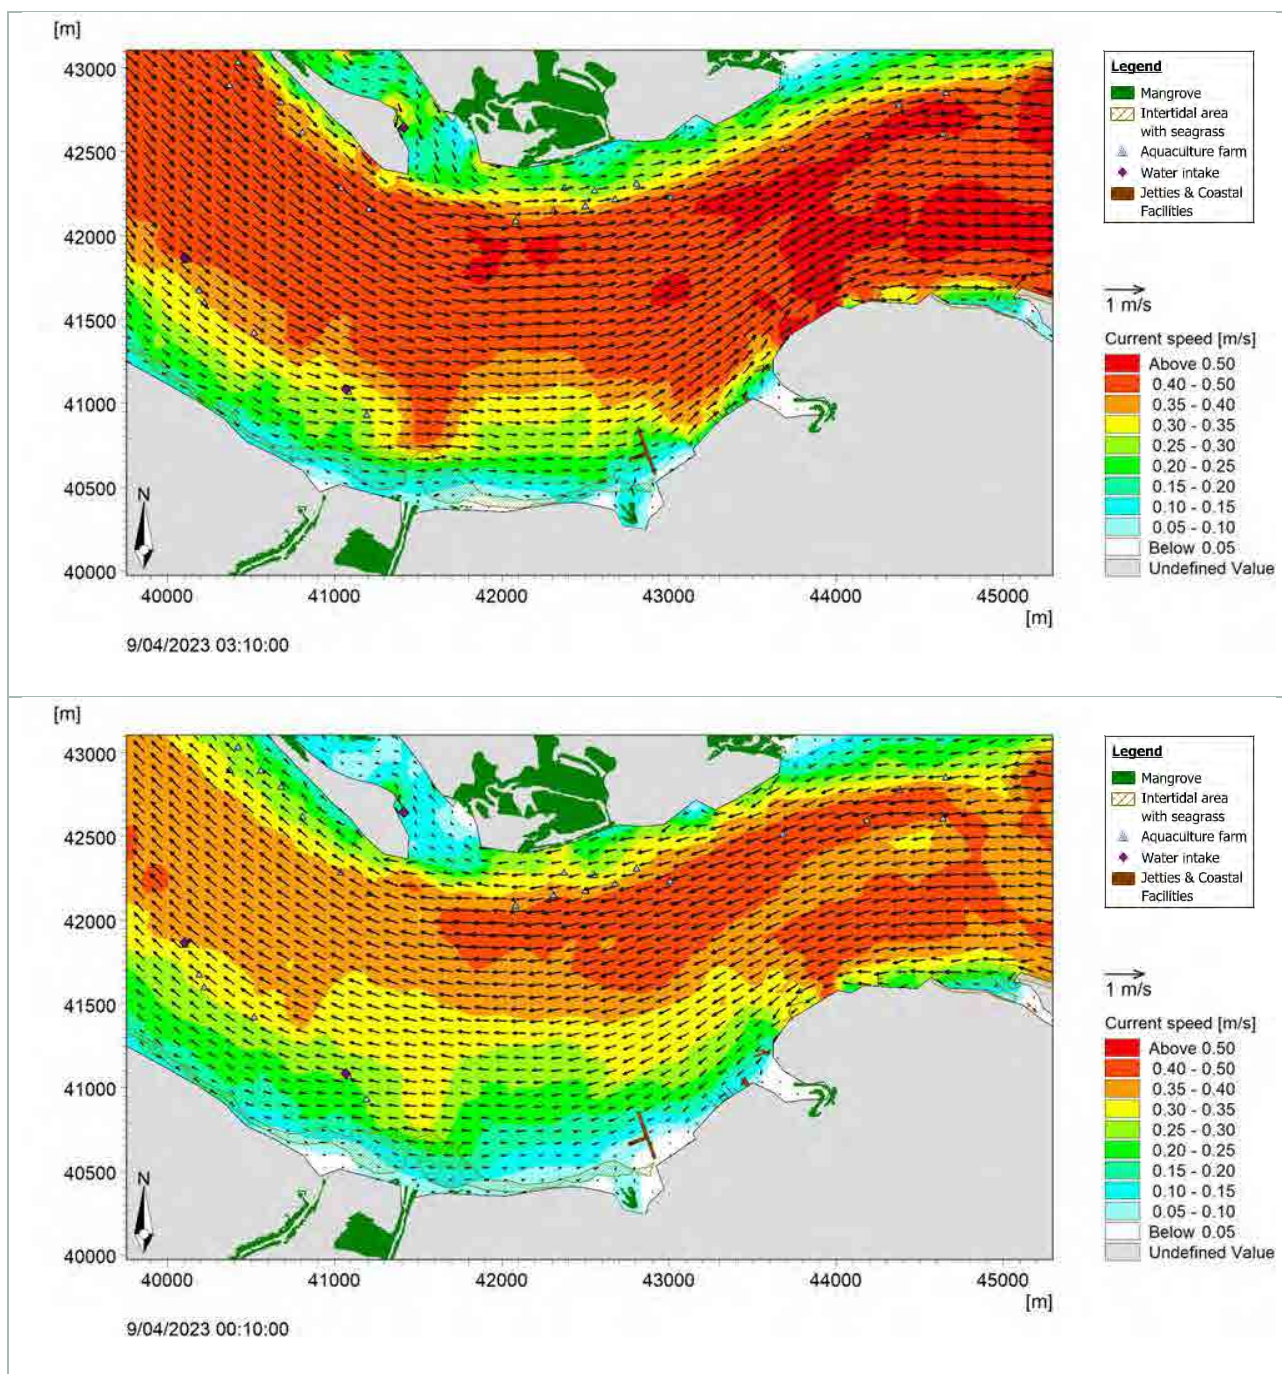 [m]
43000
42500
42000
41500
41000
40500
40000
N
40000 41000 42000 43000 44000 45000
[m]
9/04/2023 03:10:00
Legend
Mangrove
Intertidal area
with seagrass
Aquaculture farm
Water intake
Jetties & Coastal
Facilities
1 m/s
Current speed [m/s]
Above 0.50
0.40 - 0.50
0.35 - 0.40
0.30 - 0.35
0.25 - 0.30
0.20 - 0.25
0.15 - 0.20
0.10 - 0.15
0.05 - 0.10
Below 0.05
Undefined Value
[m]
43000
42500
42000
41500
41000
40500
40000
N
40000 41000 42000 43000 44000 45000
[m]
9/04/2023 00:10:00
Legend
Mangrove
Intertidal area
with seagrass
Aquaculture farm
Water intake
Jetties & Coastal
Facilities
1 m/s
Current speed [m/s]
Above 0.50
0.40 - 0.50
0.35 - 0.40
0.30 - 0.35
0.25 - 0.30
0.20 - 0.25
0.15 - 0.20
0.10 - 0.15
0.05 - 0.10
Below 0.05
Undefined Value